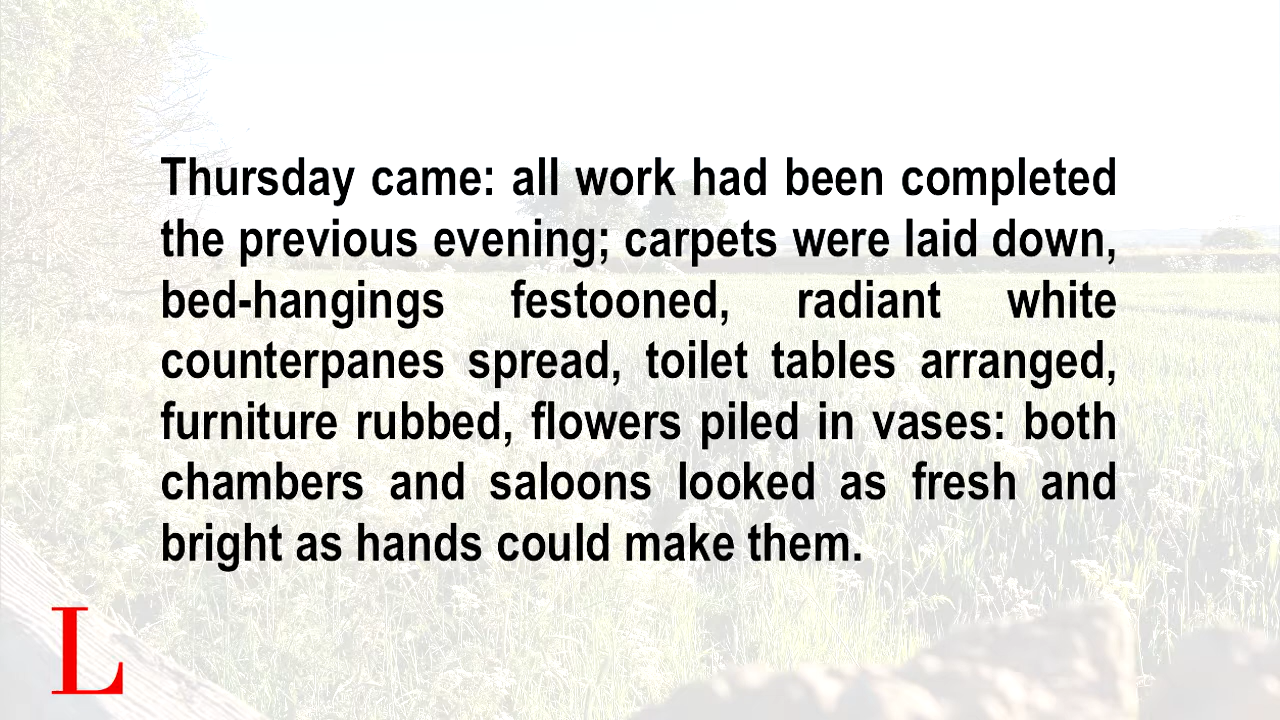 Thursday came: all work had been completed
the previous evening; carpets were laid down,
bed-hangings festooned, radiant white
counterpanes spread, toilet tables arranged,
furniture rubbed, flowers piled in vases: both
chambers and saloons looked as fresh and
bright as hands could make them.
L